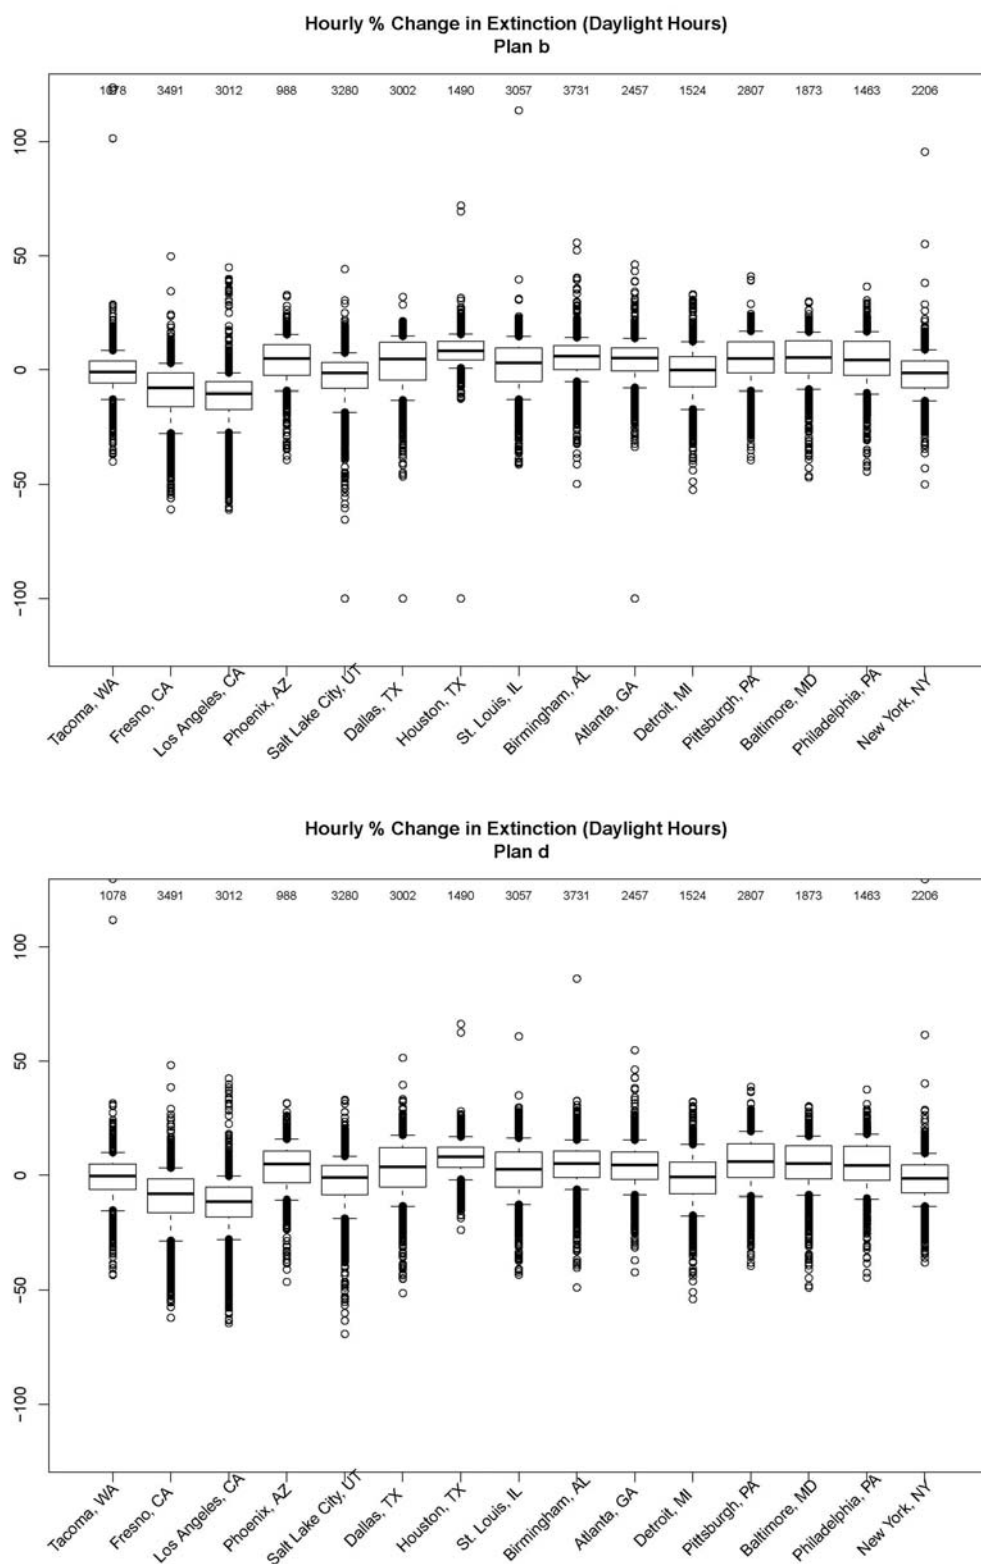 Hourly % Change in Extinction (Daylight Hours)
Plan b
1078 3491 3012 988 3280 3002 1490 3057 3731 2457 1524 2807 1873 1463 2206
100
50
0
−50
−100
Tacoma, WA
Fresno, CA
Los Angeles, CA
Phoenix, AZ
Salt Lake City, UT
Dallas, TX
Houston, TX
St. Louis, IL
Birmingham, AL
Atlanta, GA
Detroit, MI
Pittsburgh, PA
Baltimore, MD
Philadelphia, PA
New York, NY
Hourly % Change in Extinction (Daylight Hours)
Plan d
1078 3491 3012 988 3280 3002 1490 3057 3731 2457 1524 2807 1873 1463 2206
100
50
0
−50
−100
Tacoma, WA
Fresno, CA
Los Angeles, CA
Phoenix, AZ
Salt Lake City, UT
Dallas, TX
Houston, TX
St. Louis, IL
Birmingham, AL
Atlanta, GA
Detroit, MI
Pittsburgh, PA
Baltimore, MD
Philadelphia, PA
New York, NY